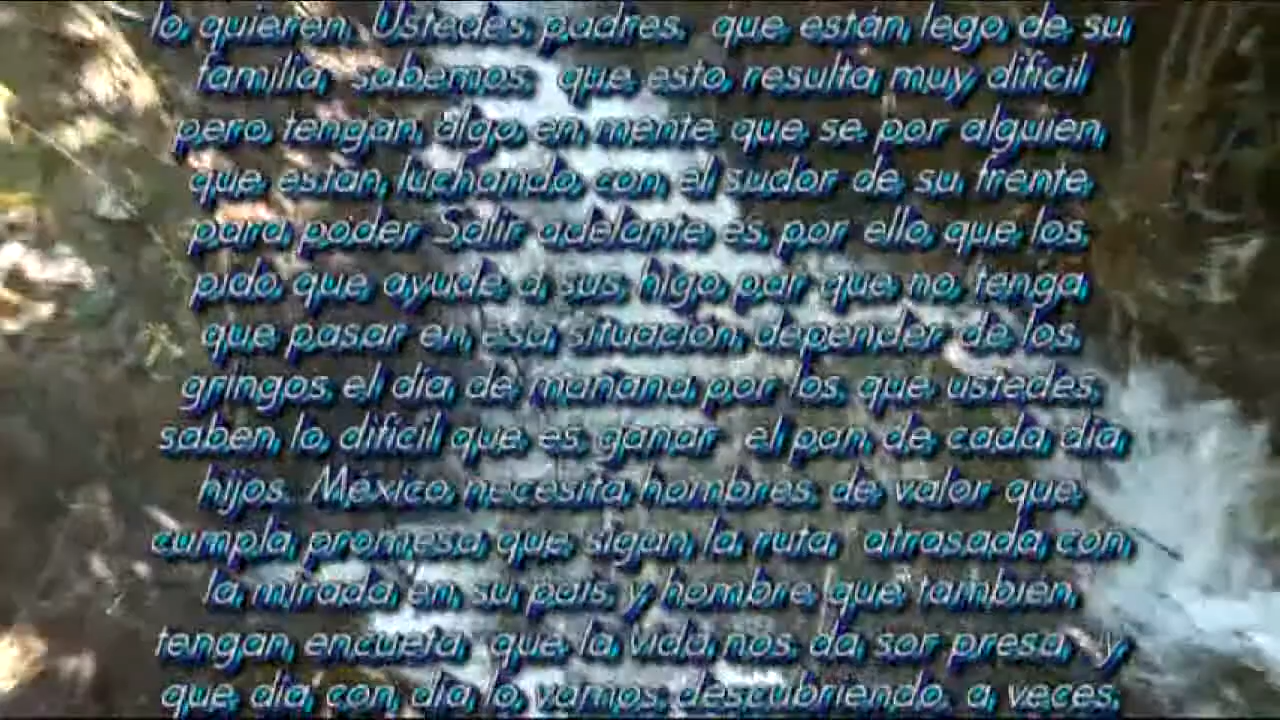 lo quieren. Ustedes padres. que están lego de su
familia, sabemos, que esto resulta muy difícil
pero tengan algo en mente que se por alguien
que están luchando con el sudor de su frente
para poder Salir adelante es por ello que los
pido que ayude a sus higo par que no tenga
que pasar en esa situación depender de los
gringos el día de mañana por los que ustedes
saben lo difícil que es ganar el pan de cada día
hijos. México necesita hombres de valor que
cumpla promesa que sigan la ruta atrasada con
la mirada en su país y hombre que también
tengan encueta que la vida nos da sor presa y
que día con día lo vamos descubriendo. a veces